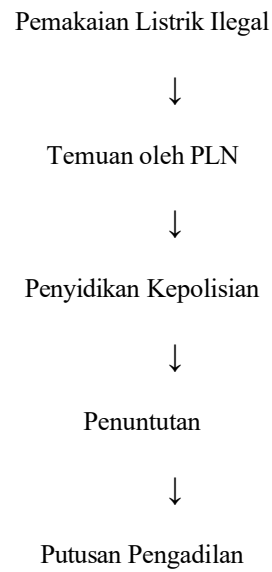 Pemakaian Listrik Ilegal
↓
Temuan oleh PLN
↓
Penyidikan Kepolisian
↓
Penuntutan
↓
Putusan Pengadilan